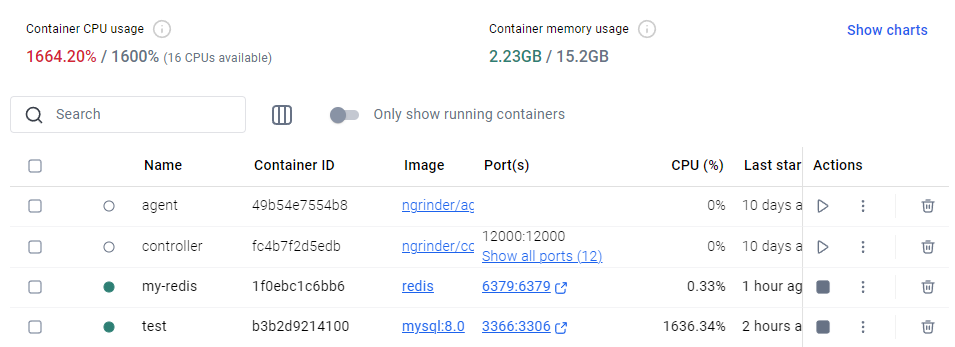 Container CPU usage
1664.20% / 1600% (16 CPUs available)
Container memory usage
2.23GB / 15.2GB
Show charts
Search
Only show running containers
Name Container ID Image Port(s) CPU (%) Last star Actions
agent 49b54e7554b8 ngrinder/ag 0% 10 days a
controller fc4b7f2d5edb ngrinder/co 12000:12000 0% 10 days a
Show all ports (12)
my-redis 1f0ebc1c6bb6 redis 6379:6379 0.33% 1 hour ag
test b3b2d9214100 mysql:8.0 3366:3306 1636.34% 2 hours a